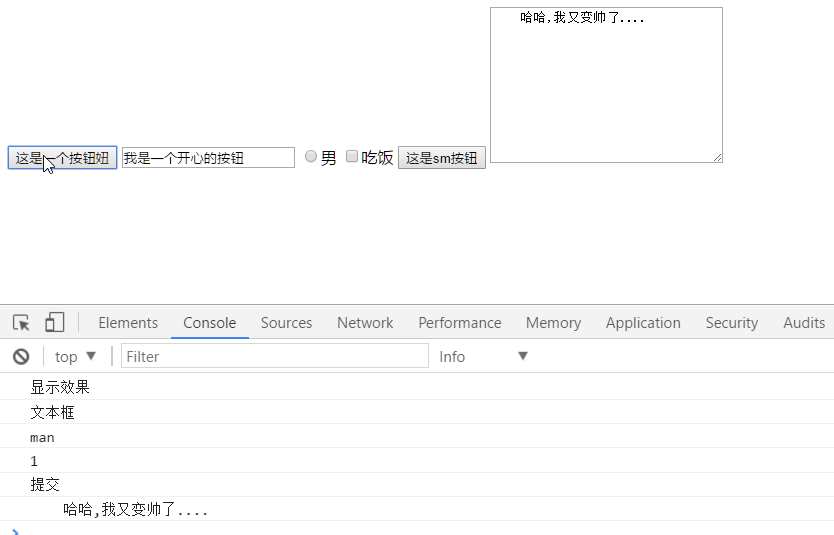 哈哈,我又变帅了....
这是一个按钮妞 我是一个开心的按钮 男 吃饭 这是sm按钮
Elements Console Sources Network Performance Memory Application Security Audits
top Filter Info
显示效果
文本框
man
1
提交
哈哈,我又变帅了....